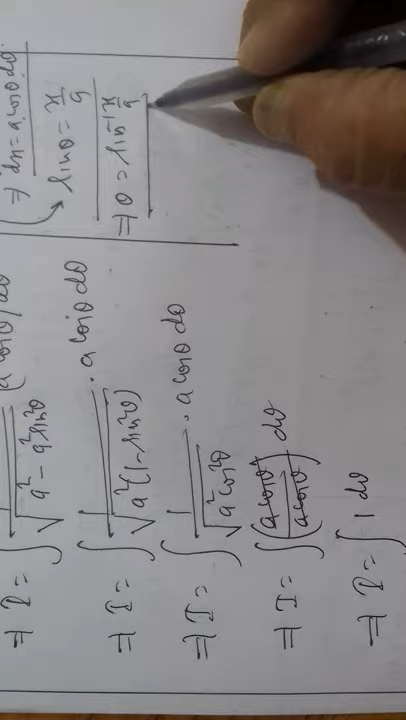 ⇒ dx = a cosθ dθ
sinθ = x/a
⇒ θ = sin⁻¹ x/a
⇒ I = ∫ 1/√(a² − a²sin²θ) (a cosθ) dθ
⇒ I = ∫ 1/√(a²(1−sin²θ)) · a cosθ dθ
⇒ I = ∫ 1/√(a²cos²θ) · a cosθ dθ
⇒ I = ∫ (a cosθ/a cosθ) dθ
⇒ I = ∫ 1 dθ